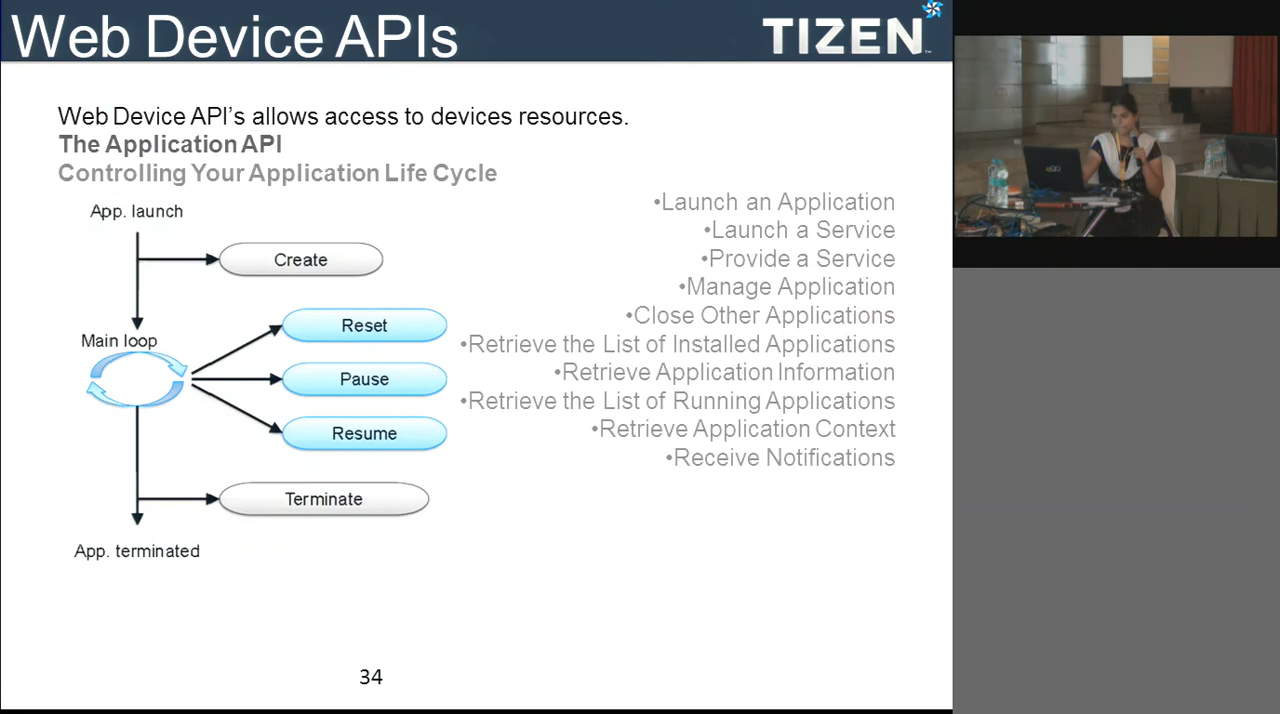 Web Device APIs
TIZEN
Web Device API's allows access to devices resources.
The Application API
Controlling Your Application Life Cycle
App. launch
Create
Main loop
Reset
Pause
Resume
Terminate
App. terminated
•Launch an Application
•Launch a Service
•Provide a Service
•Manage Application
•Close Other Applications
•Retrieve the List of Installed Applications
•Retrieve Application Information
•Retrieve the List of Running Applications
•Retrieve Application Context
•Receive Notifications
34